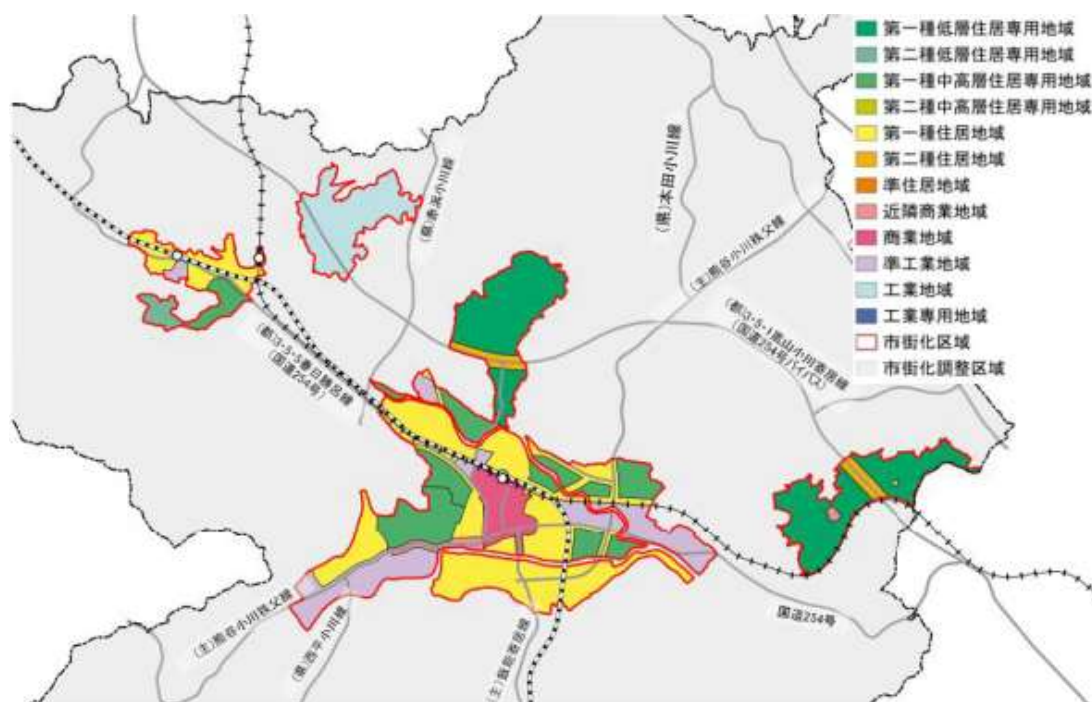 第一種低層住居専用地域
第二種低層住居専用地域
第一種中高層住居専用地域
第二種中高層住居専用地域
第一種住居地域
第二種住居地域
準住居地域
近隣商業地域
商業地域
準工業地域
工業地域
工業専用地域
市街化区域
市街化調整区域
(県)本田小川線
(主)熊谷小川秩父線
(都)3・5・1嵐山小川寄居線
(国道254号バイパス)
(都)3・5・5春日勝呂線
(国道254号)
国道254号
(主)熊谷小川秩父線
(県)西平小川線
(主)飯能寄居線